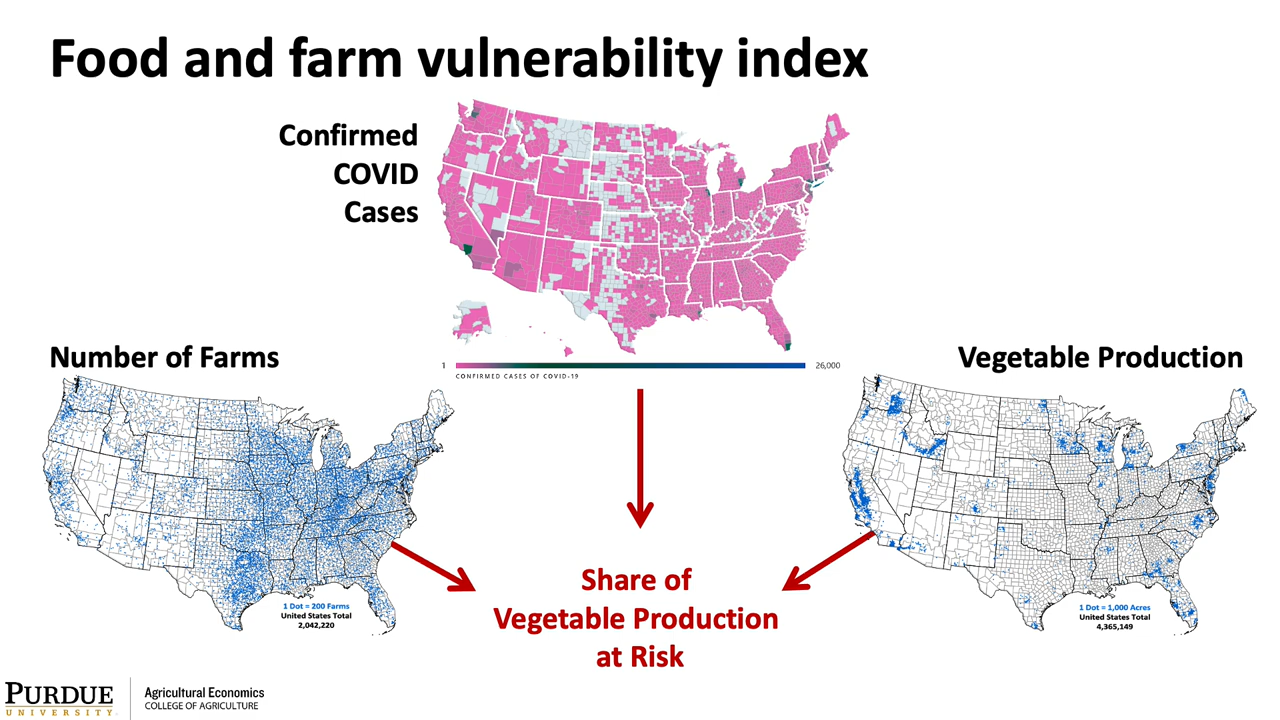 Food and farm vulnerability index
Confirmed
COVID
Cases
1
26,000
CONFIRMED CASES OF COVID-19
Number of Farms
1 Dot = 200 Farms
United States Total
2,042,220
Vegetable Production
1 Dot = 1,000 Acres
United States Total
4,365,149
Share of
Vegetable Production
at Risk
PURDUE
UNIVERSITY
Agricultural Economics
COLLEGE OF AGRICULTURE